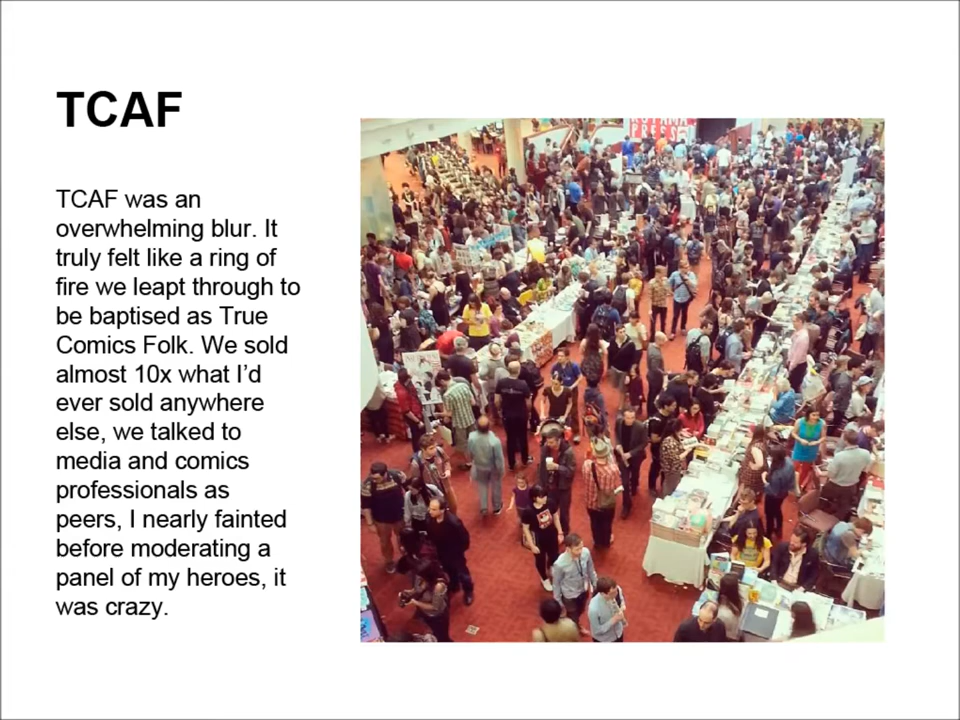 TCAF
TCAF was an
overwhelming blur. It
truly felt like a ring of
fire we leapt through to
be baptised as True
Comics Folk. We sold
almost 10x what I'd
ever sold anywhere
else, we talked to
media and comics
professionals as
peers, I nearly fainted
before moderating a
panel of my heroes, it
was crazy.